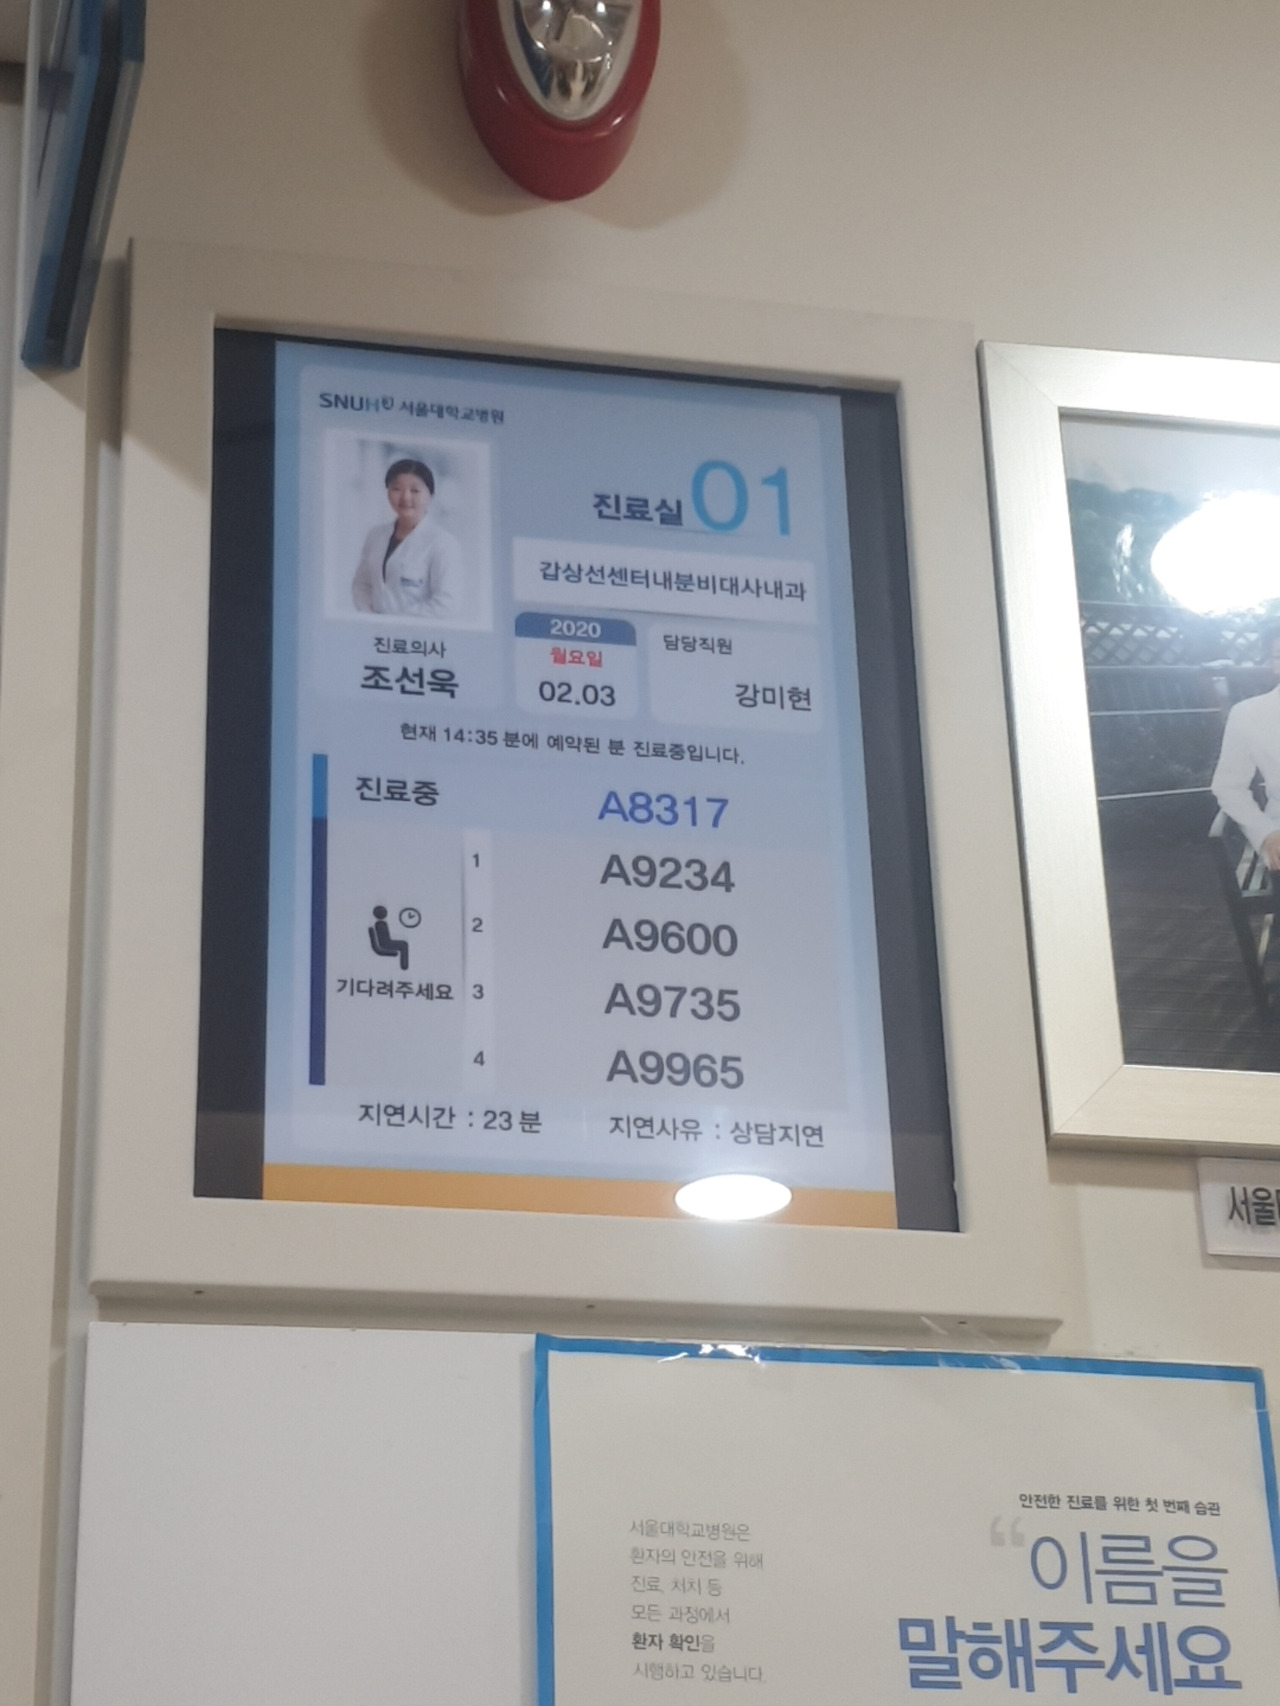 SNUH 서울대학교병원
진료실 01
갑상선센터내분비대사내과
진료의사
조선욱
2020
월요일
02.03
담당직원
강미현
현재 14:35 분에 예약된 분 진료중입니다.
진료중 A8317
1 A9234
2 A9600
기다려주세요 3 A9735
4 A9965
지연시간 : 23 분 지연사유 : 상담지연
안전한 진료를 위한 첫 번째 습관
“이름을
말해주세요
서울대학교병원은
환자의 안전을 위해
진료, 처치 등
모든 과정에서
환자 확인을
시행하고 있습니다.